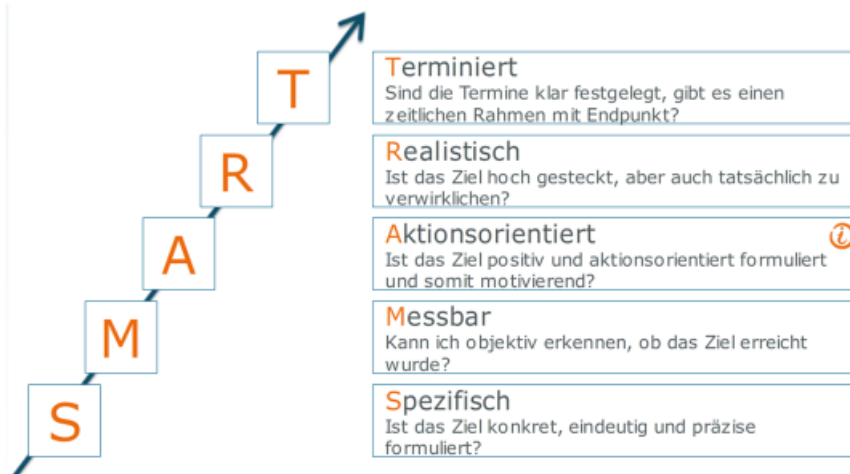 T
Terminiert
Sind die Termine klar festgelegt, gibt es einen
zeitlichen Rahmen mit Endpunkt?
R
Realistisch
Ist das Ziel hoch gesteckt, aber auch tatsächlich zu
verwirklichen?
A
Aktionsorientiert
i
Ist das Ziel positiv und aktionsorientiert formuliert
und somit motivierend?
M
Messbar
Kann ich objektiv erkennen, ob das Ziel erreicht
wurde?
S
Spezifisch
Ist das Ziel konkret, eindeutig und präzise
formuliert?